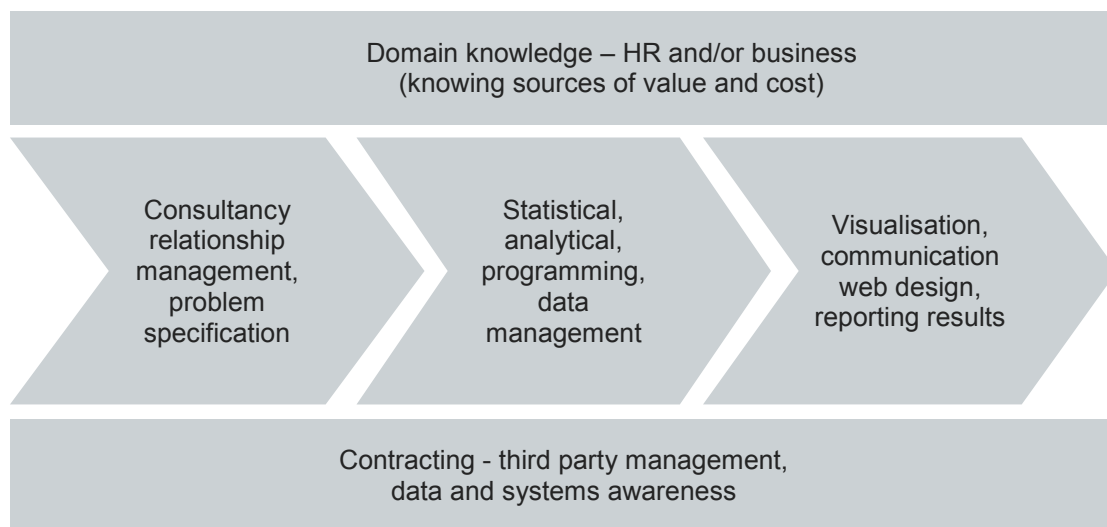 Domain knowledge – HR and/or business
(knowing sources of value and cost)
Consultancy
relationship
management,
problem
specification
Statistical,
analytical,
programming,
data
management
Visualisation,
communication
web design,
reporting results
Contracting - third party management,
data and systems awareness